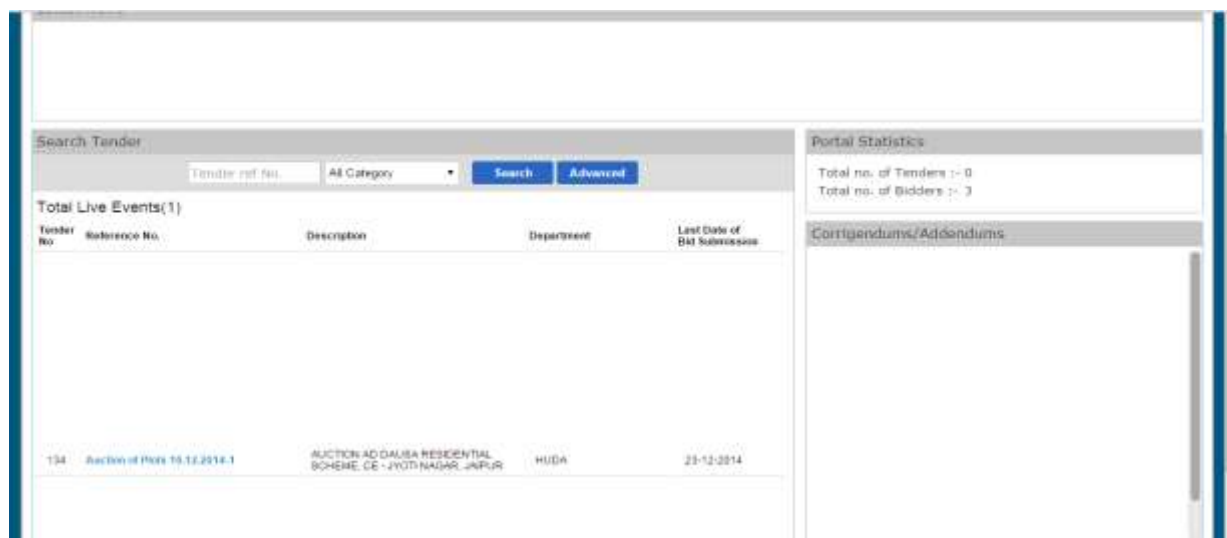 Search Tender
Tender ref No.
All Category
Search
Advanced
Total Live Events(1)
Tender No
Reference No.
Description
Department
Last Date of
Bid Submission
134
Auction of Plots 16.12.2014-1
AUCTION AD DAUSA RESIDENTIAL
SCHEME, CE - JYOTI NAGAR, JAIPUR
HUDA
23-12-2014
Portal Statistics
Total no. of Tenders :- 0
Total no. of Bidders :- 3
Corrigendums/Addendums